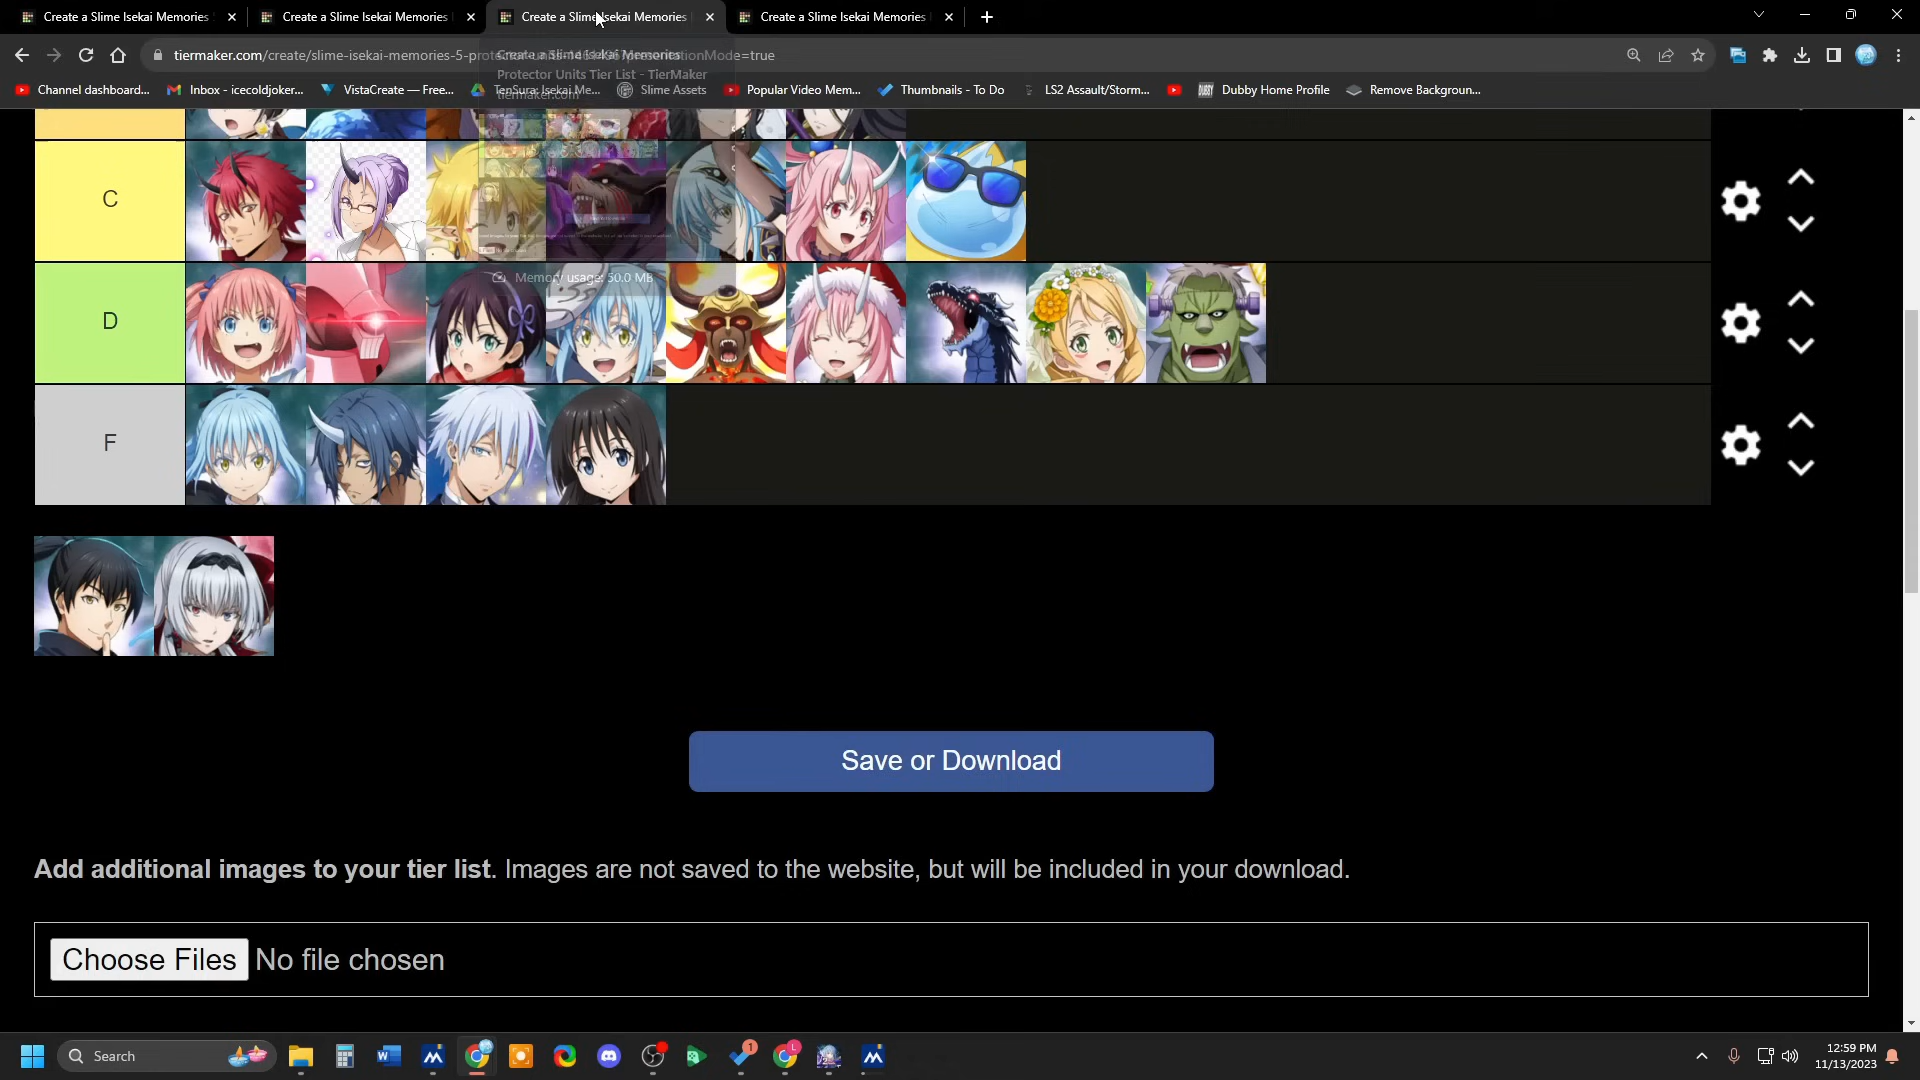 Create a Slime Isekai Memories
Create a Slime Isekai Memories
Create a Slime Isekai Memories
Create a Slime Isekai Memories
Create a Slime Isekai Memories
Protector Units Tier List - TierMaker
tiermaker.com
Memory usage: 50.0 MB
Channel dashboard...
Inbox - icecoldjoker...
VistaCreate — Free...
TenSura: Isekai Me...
Slime Assets
Popular Video Mem...
Thumbnails - To Do
LS2 Assault/Storm...
Dubby Home Profile
Remove Backgroun...
C
D
F
Save or Download
Add additional images to your tier list. Images are not saved to the website, but will be included in your download.
Choose Files No file chosen
Search
1
L
12:59 PM
11/13/2023